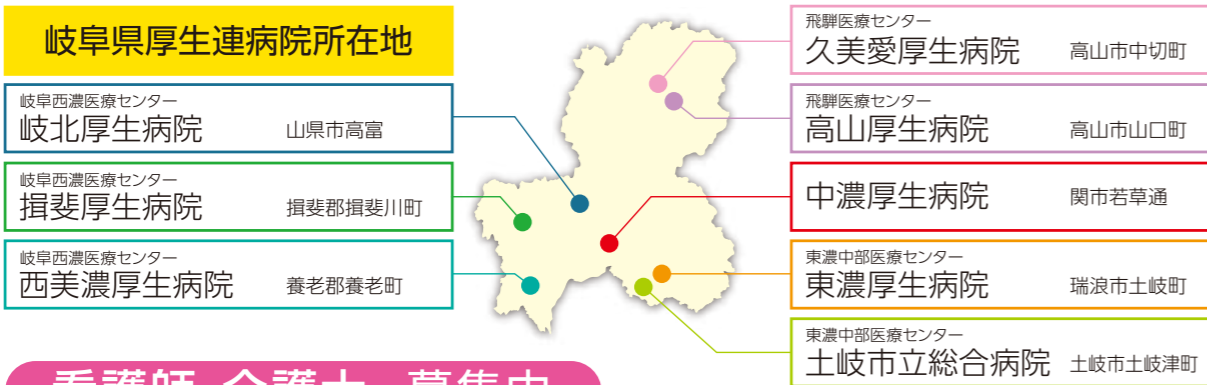 岐阜県厚生連病院所在地
岐阜西濃医療センター
岐北厚生病院 山県市高富
岐阜西濃医療センター
揖斐厚生病院 揖斐郡揖斐川町
岐阜西濃医療センター
西美濃厚生病院 養老郡養老町
飛騨医療センター
久美愛厚生病院 高山市中切町
飛騨医療センター
高山厚生病院 高山市山口町
中濃厚生病院 関市若草通
東濃中部医療センター
東濃厚生病院 瑞浪市土岐町
東濃中部医療センター
土岐市立総合病院 土岐市土岐津町
看護師 介護士 募集中